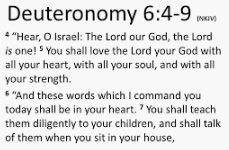 Deuteronomy 6:4-9 (NKJV)
⁴ “Hear, O Israel: The Lord our God, the Lord
is one! ⁵ You shall love the Lord your God with
all your heart, with all your soul, and with all
your strength.
⁶ “And these words which I command you
today shall be in your heart. ⁷ You shall teach
them diligently to your children, and shall talk
of them when you sit in your house,